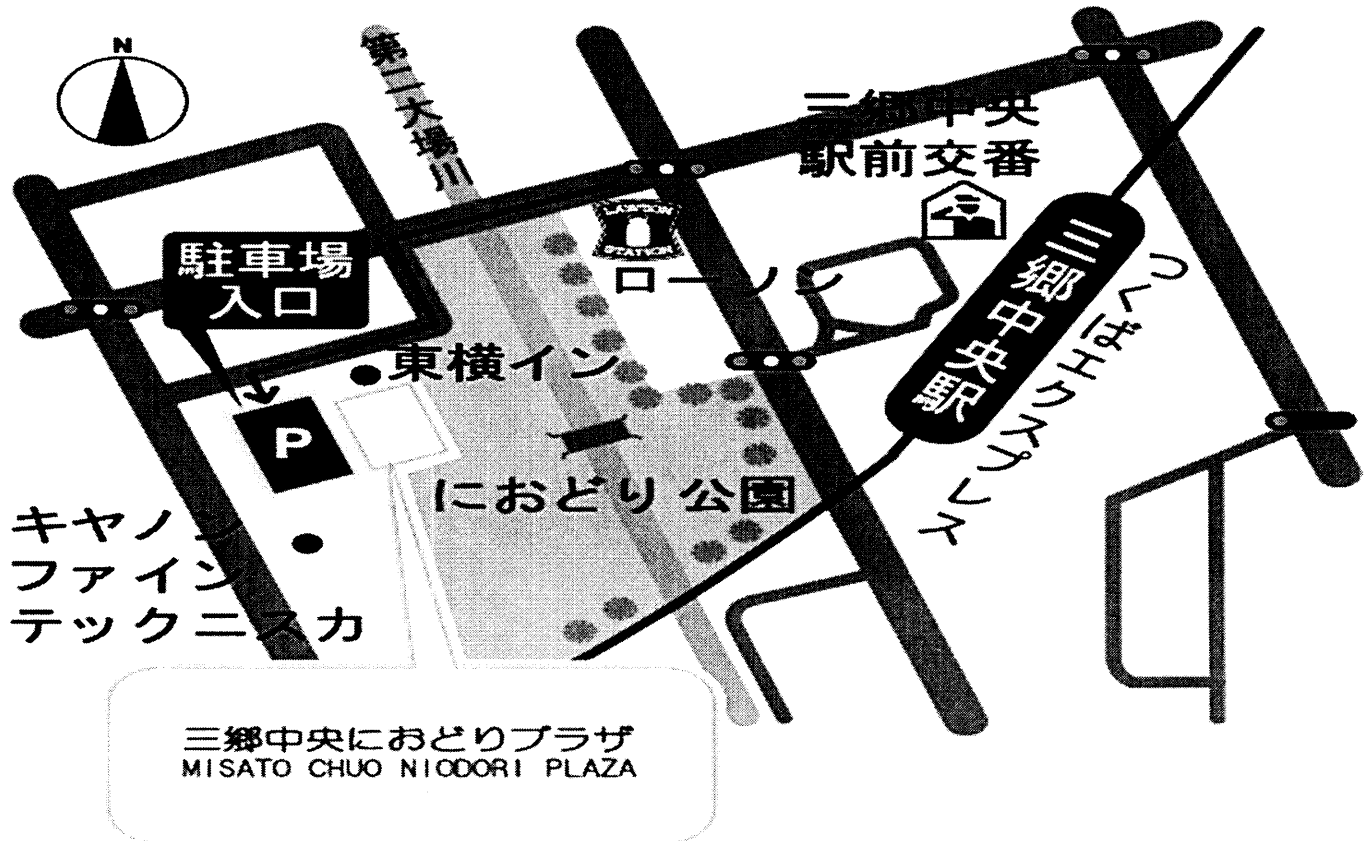 N
第二大場川
三郷中央
駅前交番
LAWSON
STATION
ローソン
駐車場
入口
三郷中央駅
つくばエクスプレス
東横イン
P
におどり公園
キヤノン
ファイン
テックニスカ
三郷中央におどりプラザ
MISATO CHUO NIODORI PLAZA